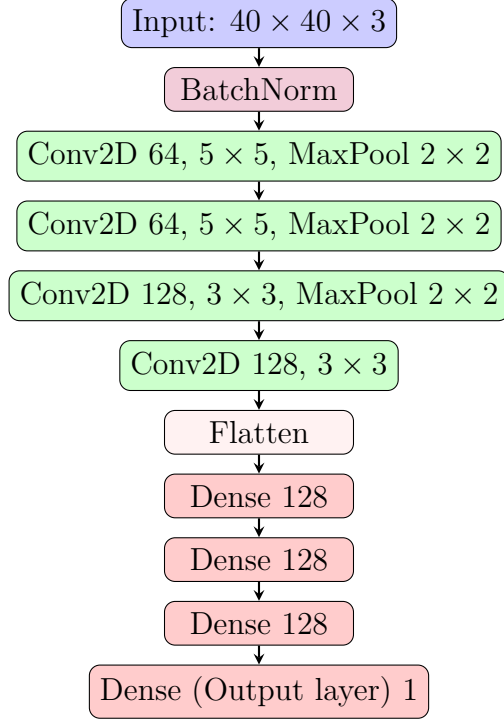 Input: 40 × 40 × 3
BatchNorm
Conv2D 64, 5 × 5, MaxPool 2 × 2
Conv2D 64, 5 × 5, MaxPool 2 × 2
Conv2D 128, 3 × 3, MaxPool 2 × 2
Conv2D 128, 3 × 3
Flatten
Dense 128
Dense 128
Dense 128
Dense (Output layer) 1